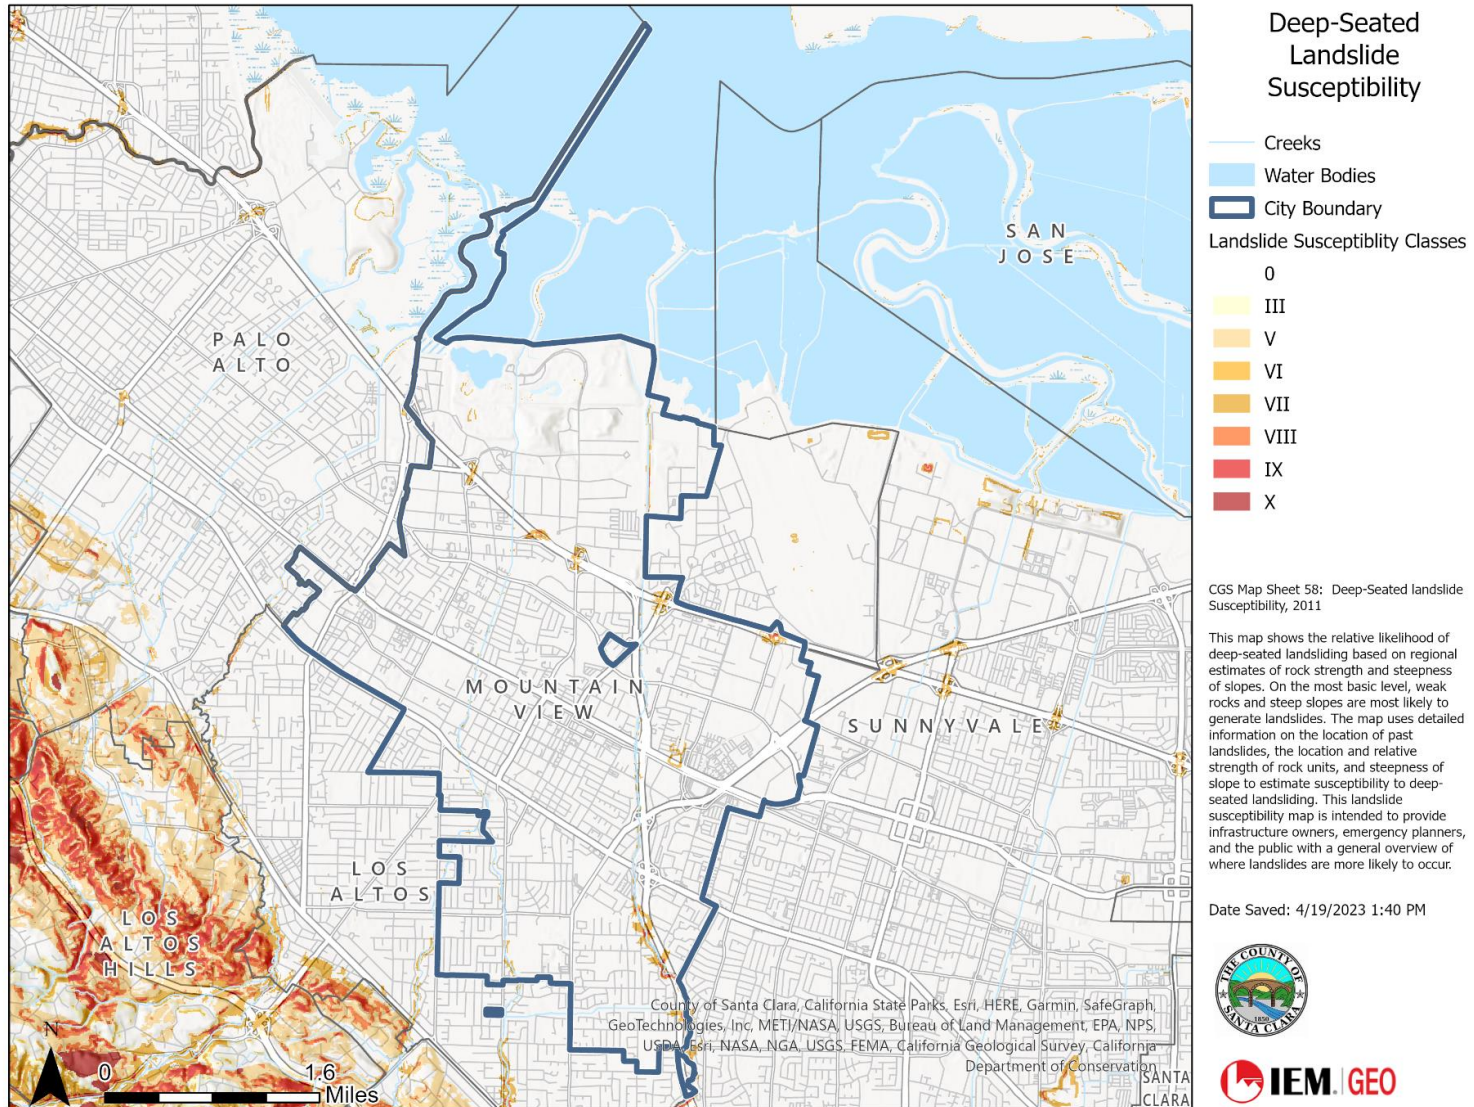 Deep-Seated
Landslide
Susceptibility
Creeks
Water Bodies
City Boundary
Landslide Susceptiblity Classes
0
III
V
VI
VII
VIII
IX
X
CGS Map Sheet 58: Deep-Seated landslide
Susceptibility, 2011
This map shows the relative likelihood of
deep-seated landsliding based on regional
estimates of rock strength and steepness
of slopes. On the most basic level, weak
rocks and steep slopes are most likely to
generate landslides. The map uses detailed
information on the location of past
landslides, the location and relative
strength of rock units, and steepness of
slope to estimate susceptibility to deep-
seated landsliding. This landslide
susceptibility map is intended to provide
infrastructure owners, emergency planners,
and the public with a general overview of
where landslides are more likely to occur.
Date Saved: 4/19/2023 1:40 PM
THE COUNTY OF
SANTA CLARA
1850
IEM GEO
SAN
JOSE
PALO
ALTO
MOUNTAIN
VIEW
SUNNYVALE
LOS
ALTOS
LOS
ALTOS
HILLS
SANTA
CLARA
County of Santa Clara, California State Parks, Esri, HERE, Garmin, SafeGraph,
GeoTechnologies, Inc, METI/NASA, USGS, Bureau of Land Management, EPA, NPS,
USDA, Esri, NASA, NGA, USGS, FEMA, California Geological Survey, California
Department of Conservation
N
0 1.6
Miles